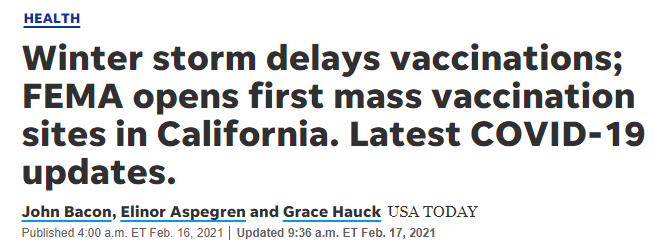 HEALTH
Winter storm delays vaccinations;
FEMA opens first mass vaccination
sites in California. Latest COVID-19
updates.
John Bacon, Elinor Aspegren and Grace Hauck USA TODAY
Published 4:00 a.m. ET Feb. 16, 2021 | Updated 9:36 a.m. ET Feb. 17, 2021